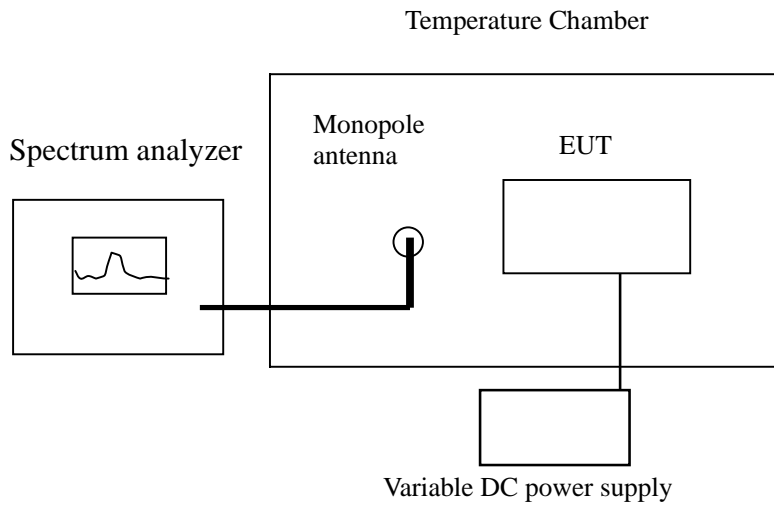 Temperature Chamber
Monopole
antenna
EUT
Spectrum analyzer
Variable DC power supply